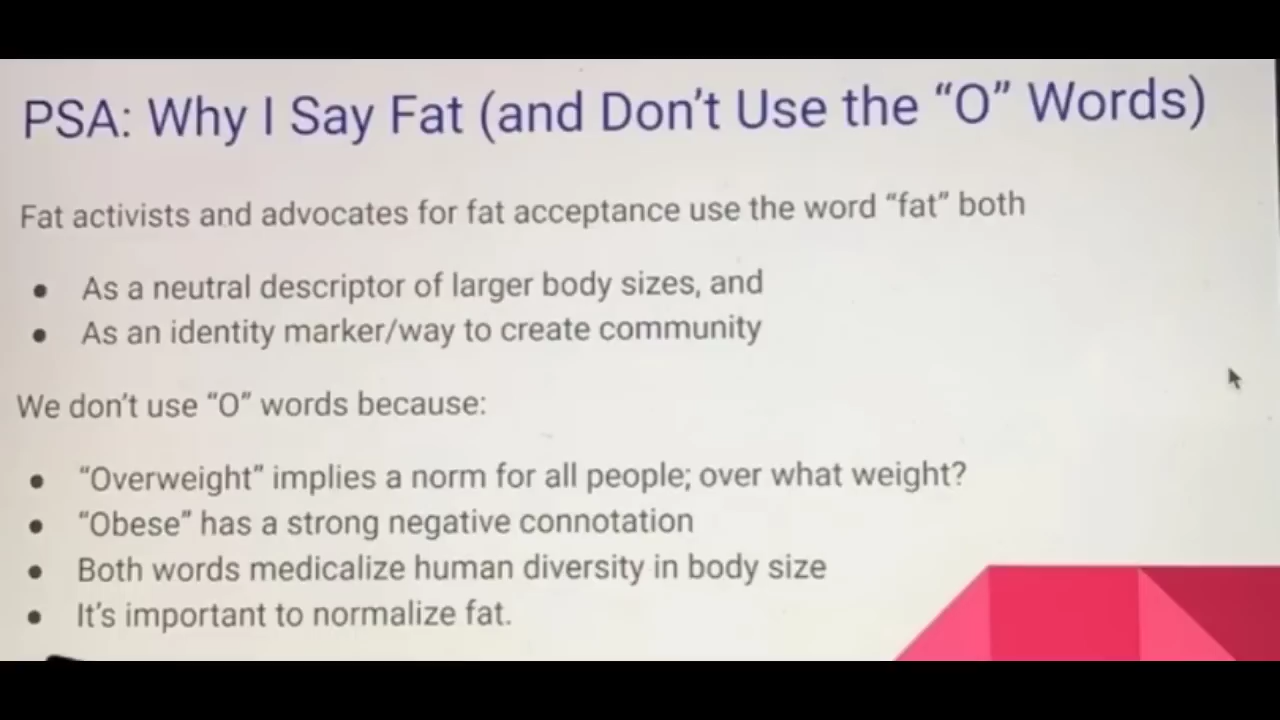 PSA: Why I Say Fat (and Don't Use the “O” Words)
Fat activists and advocates for fat acceptance use the word “fat” both
● As a neutral descriptor of larger body sizes, and
● As an identity marker/way to create community
We don't use “O” words because:
● “Overweight” implies a norm for all people; over what weight?
● “Obese” has a strong negative connotation
● Both words medicalize human diversity in body size
● It's important to normalize fat.